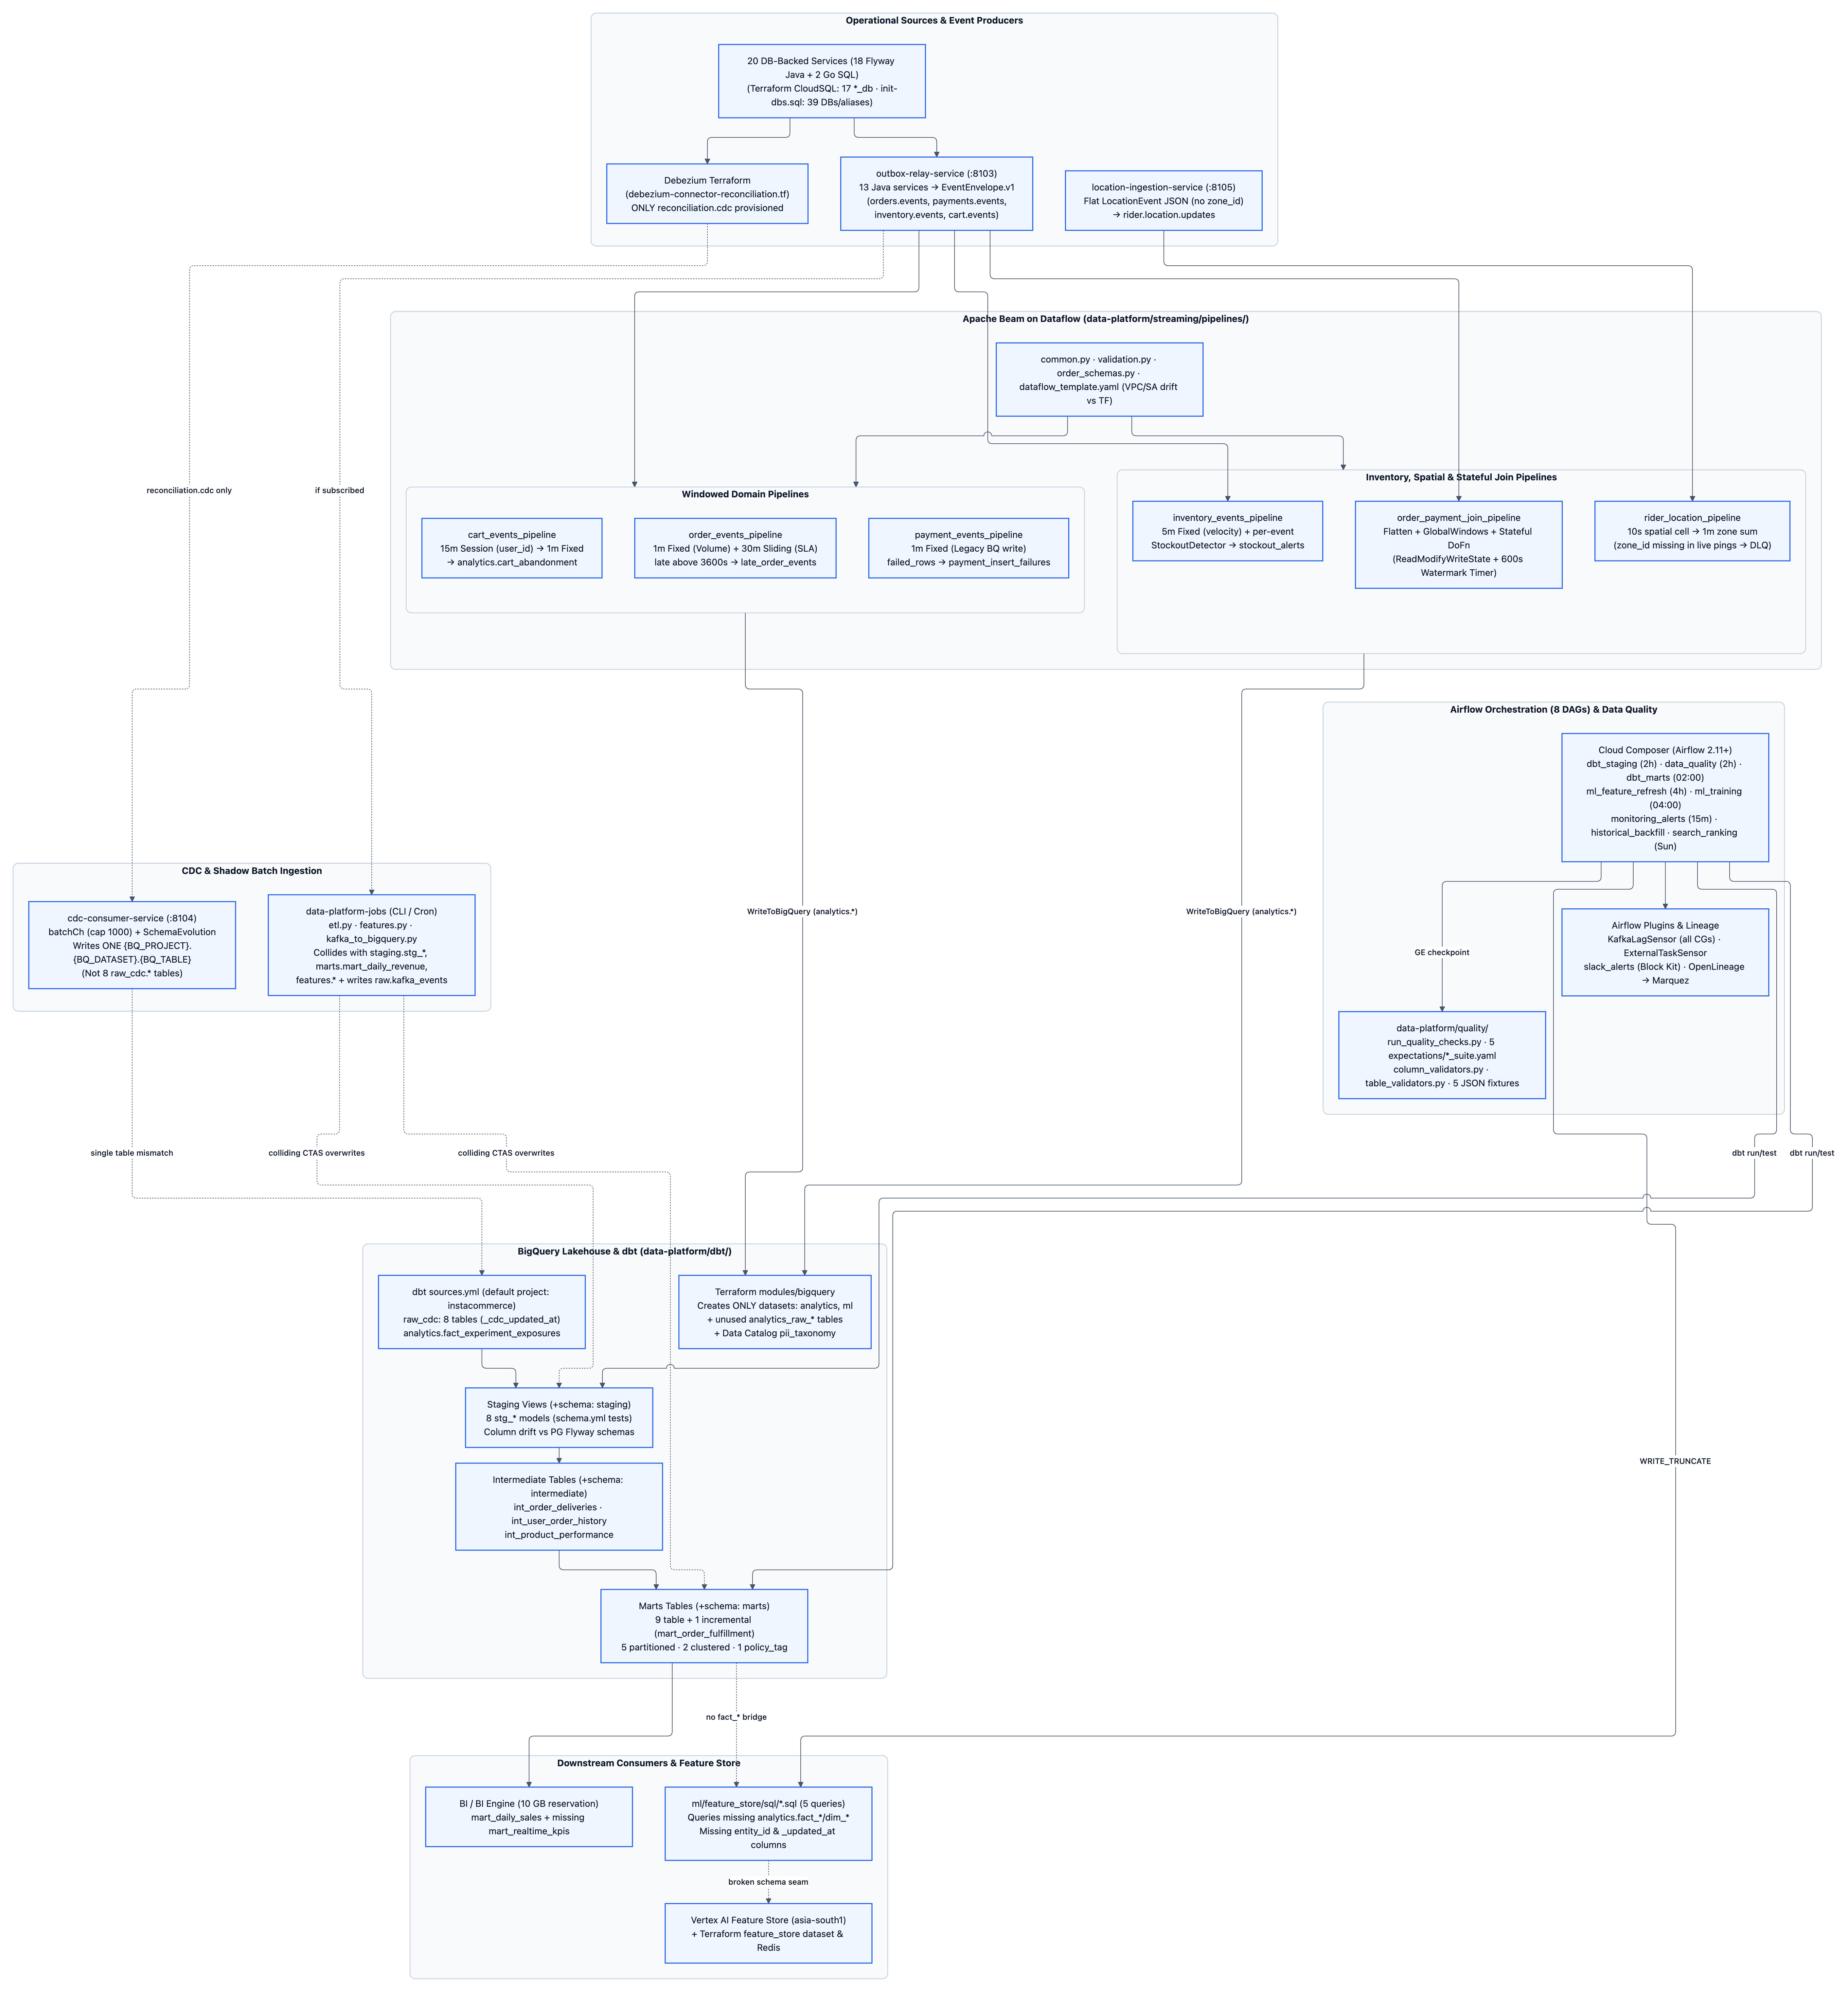 Operational Sources & Event Producers
20 DB-Backed Services (18 Flyway
Java + 2 Go SQL)
(Terraform CloudSQL: 17 *_db · init-
dbs.sql: 39 DBs/aliases)
Debezium Terraform
(debezium-connector-reconciliation.tf)
ONLY reconciliation.cdc provisioned
outbox-relay-service (:8103)
13 Java services → EventEnvelope.v1
(orders.events, payments.events,
inventory.events, cart.events)
location-ingestion-service (:8105)
Flat LocationEvent JSON (no zone_id)
→ rider.location.updates
Apache Beam on Dataflow (data-platform/streaming/pipelines/)
common.py · validation.py ·
order_schemas.py ·
dataflow_template.yaml (VPC/SA drift
vs TF)
reconciliation.cdc only
if subscribed
Windowed Domain Pipelines
cart_events_pipeline
15m Session (user_id) → 1m Fixed
→ analytics.cart_abandonment
order_events_pipeline
1m Fixed (Volume) + 30m Sliding (SLA)
late above 3600s → late_order_events
payment_events_pipeline
1m Fixed (Legacy BQ write)
failed_rows → payment_insert_failures
Inventory, Spatial & Stateful Join Pipelines
inventory_events_pipeline
5m Fixed (velocity) + per-event
StockoutDetector → stockout_alerts
order_payment_join_pipeline
Flatten + GlobalWindows + Stateful
DoFn
(ReadModifyWriteState + 600s
Watermark Timer)
rider_location_pipeline
10s spatial cell → 1m zone sum
(zone_id missing in live pings → DLQ)
Airflow Orchestration (8 DAGs) & Data Quality
Cloud Composer (Airflow 2.11+)
dbt_staging (2h) · data_quality (2h) ·
dbt_marts (02:00)
ml_feature_refresh (4h) · ml_training
(04:00)
monitoring_alerts (15m) ·
historical_backfill · search_ranking
(Sun)
CDC & Shadow Batch Ingestion
cdc-consumer-service (:8104)
batchCh (cap 1000) + SchemaEvolution
Writes ONE {BQ_PROJECT}.
{BQ_DATASET}.{BQ_TABLE}
(Not 8 raw_cdc.* tables)
data-platform-jobs (CLI / Cron)
etl.py · features.py ·
kafka_to_bigquery.py
Collides with staging.stg_*,
marts.mart_daily_revenue,
features.* + writes raw.kafka_events
WriteToBigQuery (analytics.*)
WriteToBigQuery (analytics.*)
GE checkpoint
Airflow Plugins & Lineage
KafkaLagSensor (all CGs) ·
ExternalTaskSensor
slack_alerts (Block Kit) · OpenLineage
→ Marquez
data-platform/quality/
run_quality_checks.py · 5
expectations/*_suite.yaml
column_validators.py ·
table_validators.py · 5 JSON fixtures
single table mismatch
colliding CTAS overwrites
colliding CTAS overwrites
dbt run/test
dbt run/test
BigQuery Lakehouse & dbt (data-platform/dbt/)
dbt sources.yml (default project:
instacommerce)
raw_cdc: 8 tables (_cdc_updated_at)
analytics.fact_experiment_exposures
Terraform modules/bigquery
Creates ONLY datasets: analytics, ml
+ unused analytics_raw_* tables
+ Data Catalog pii_taxonomy
Staging Views (+schema: staging)
8 stg_* models (schema.yml tests)
Column drift vs PG Flyway schemas
WRITE_TRUNCATE
Intermediate Tables (+schema:
intermediate)
int_order_deliveries ·
int_user_order_history
int_product_performance
Marts Tables (+schema: marts)
9 table + 1 incremental
(mart_order_fulfillment)
5 partitioned · 2 clustered · 1 policy_tag
no fact_* bridge
Downstream Consumers & Feature Store
BI / BI Engine (10 GB reservation)
mart_daily_sales + missing
mart_realtime_kpis
ml/feature_store/sql/*.sql (5 queries)
Queries missing analytics.fact_*/dim_*
Missing entity_id & _updated_at
columns
broken schema seam
Vertex AI Feature Store (asia-south1)
+ Terraform feature_store dataset &
Redis